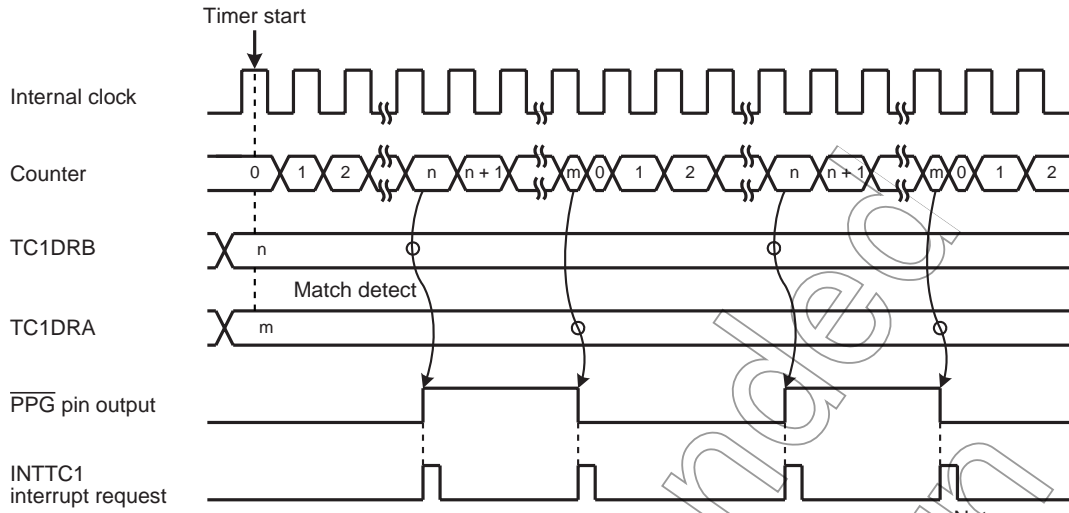 Timer start
Internal clock
Counter
0 1 2 n n + 1 m 0 1 2 n n + 1 m 0 1 2
TC1DRB
n
Match detect
TC1DRA
m
PPG pin output
INTTC1
interrupt request